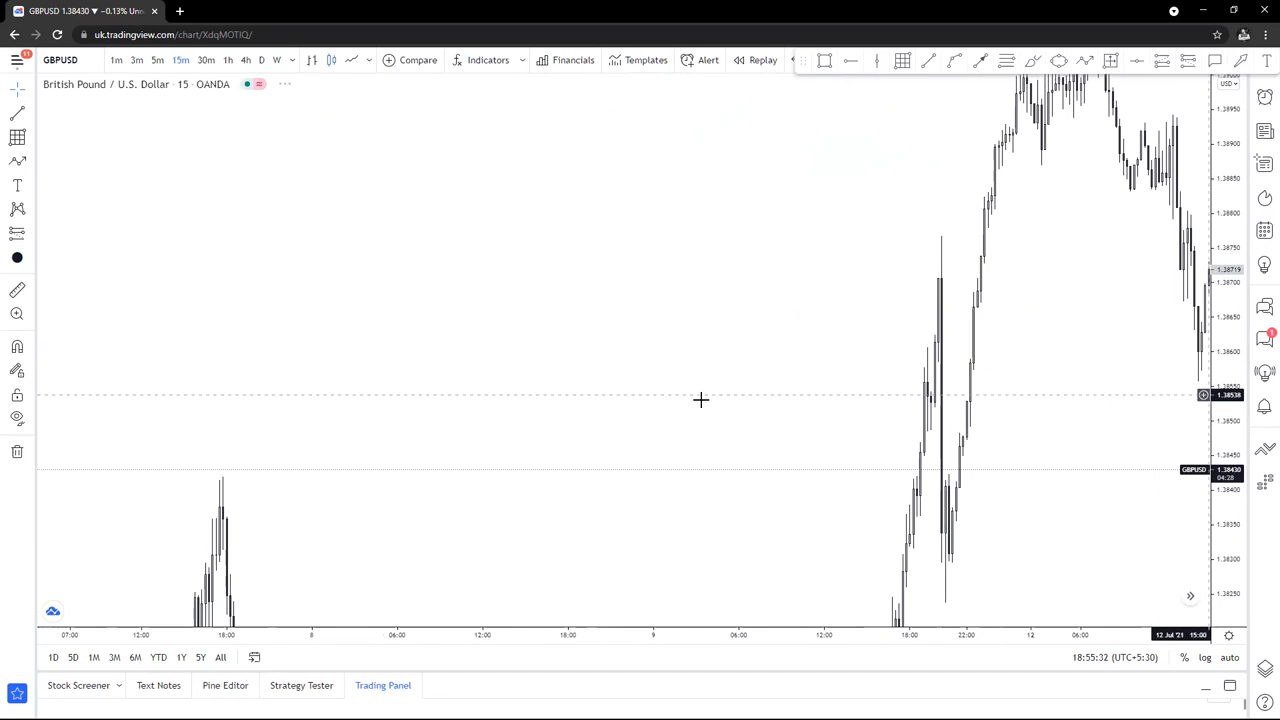 GBPUSD 1.38430 ▼ −0.13% Unn
uk.tradingview.com/chart/XdqMOTIQ/
11
GBPUSD
1m 3m 5m 15m 30m 1h 4h D W
Compare
Indicators
Financials
Templates
Alert
Replay
British Pound / U.S. Dollar · 15 · OANDA
USD
1.38950
1.38900
1.38850
1.38800
1.38750
1.38719
1.38700
1.38650
1.38600
1.38550
1.38538
1.38500
1.38450
GBPUSD 1.38430
04:28
1.38400
1.38350
1.38300
1.38250
1
07:00 12:00 18:00 8 06:00 12:00 18:00 9 06:00 12:00 18:00 22:00 12 06:00 12 Jul '21 15:00
1D 5D 1M 3M 6M YTD 1Y 5Y All
18:55:32 (UTC+5:30) % log auto
Stock Screener Text Notes Pine Editor Strategy Tester Trading Panel